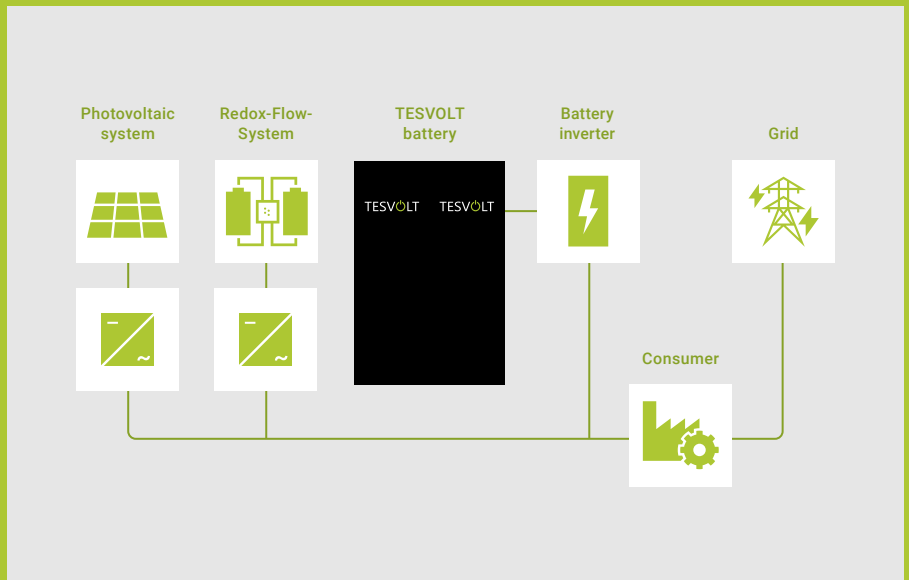 Photovoltaic
system
Redox-Flow-
System
TESVOLT
battery
Battery
inverter
Grid
TESVOLT TESVOLT
Consumer